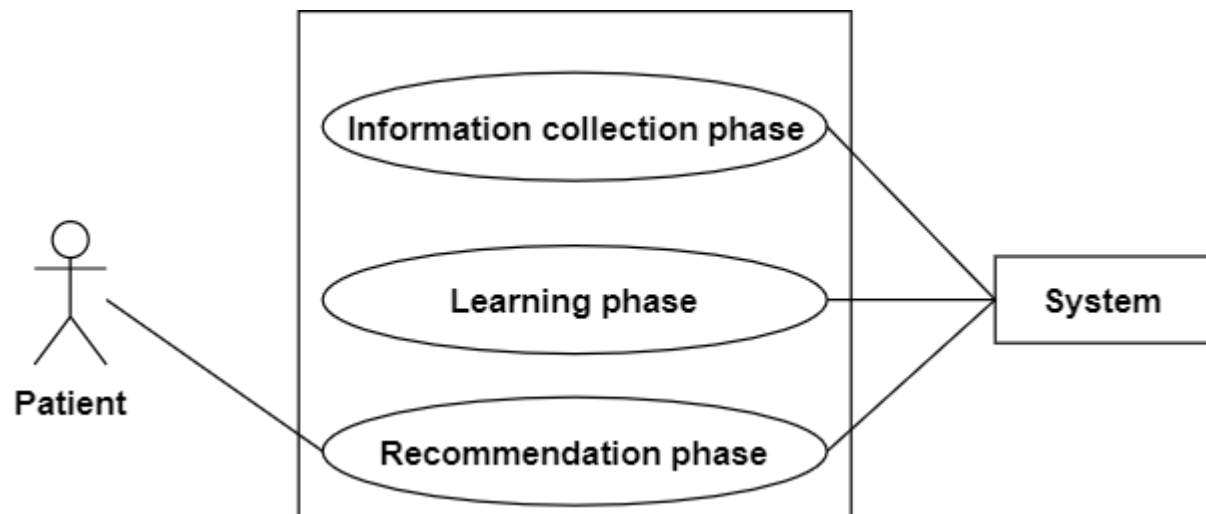 Information collection phase
Learning phase
System
Patient
Recommendation phase